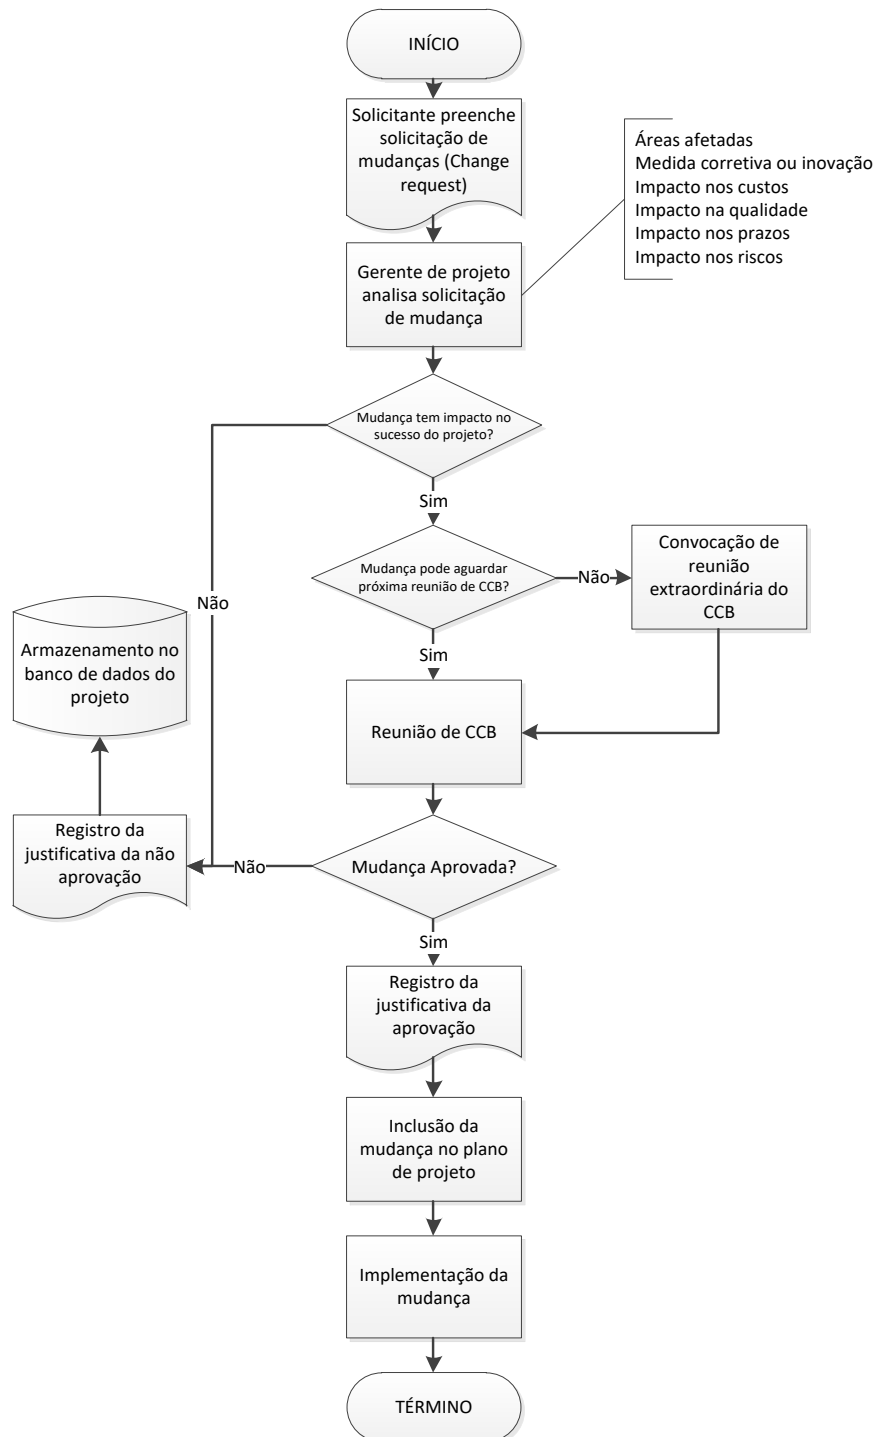 INÍCIO
Solicitante preenche
solicitação de
mudanças (Change
request)
Áreas afetadas
Medida corretiva ou inovação
Impacto nos custos
Impacto na qualidade
Impacto nos prazos
Impacto nos riscos
Gerente de projeto
analisa solicitação
de mudança
Mudança tem impacto no
sucesso do projeto?
Sim
Não
Mudança pode aguardar
próxima reunião de CCB?
Não
Convocação de
reunião
extraordinária do
CCB
Sim
Armazenamento no
banco de dados do
projeto
Reunião de CCB
Registro da
justificativa da não
aprovação
Não
Mudança Aprovada?
Sim
Registro da
justificativa da
aprovação
Inclusão da
mudança no plano
de projeto
Implementação da
mudança
TÉRMINO